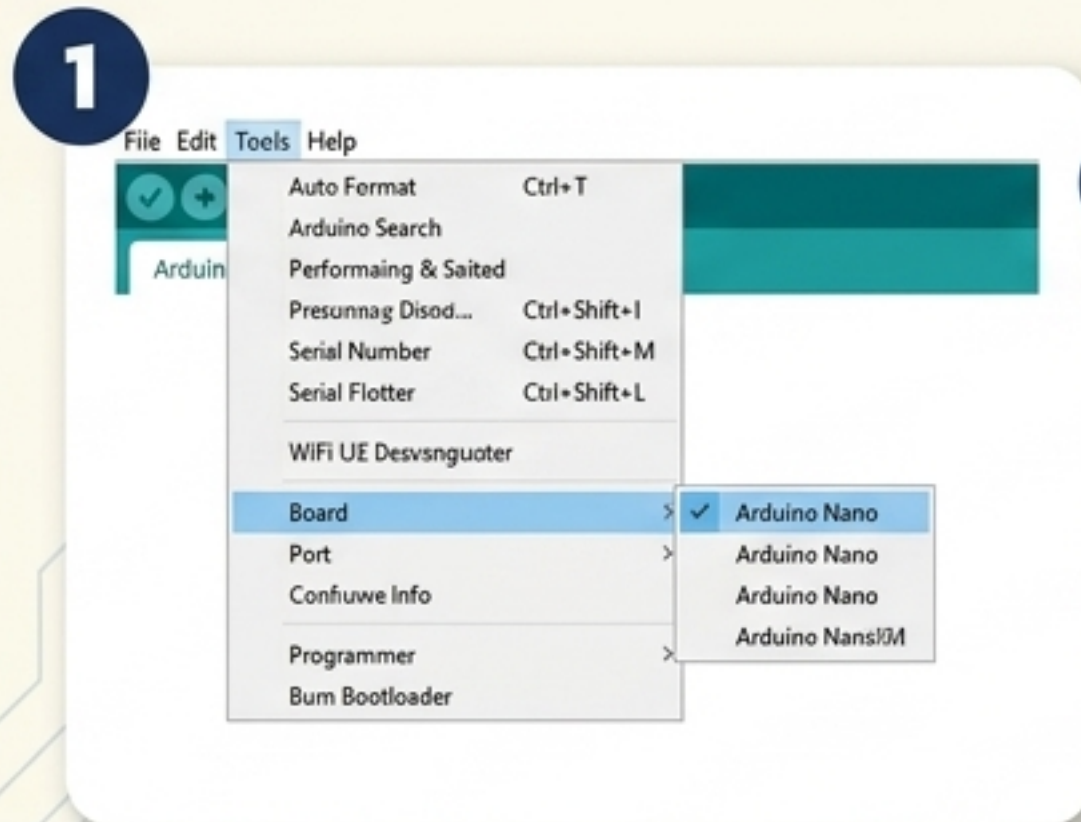 1
Fiie Edit Toels Help
Auto Fermat Ctrl+T
Arduino Search
Arduin
Performaing & Saited
Presunnag Disod... Ctrl+Shift+I
Serial Number Ctrl+Shift+M
Serial Flotter Ctrl+Shift+L
WiFi UE Desvsnguoter
Board
Arduino Nano
Port
Arduino Nano
Confiuwe Info
Arduino Nano
Arduino
Programmer
Bum Bootloader